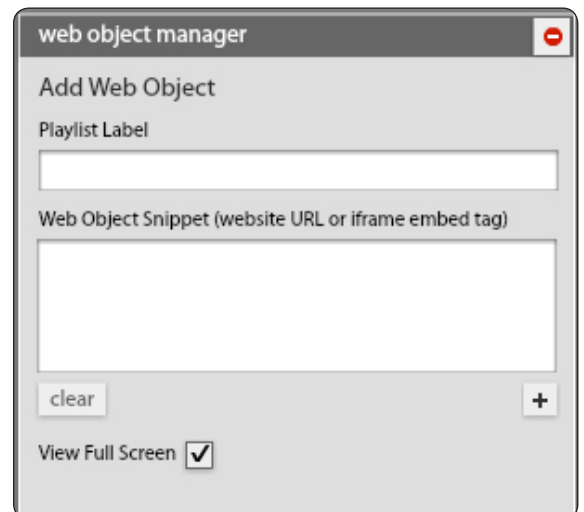 web object manager
Add Web Object
Playlist Label
Web Object Snippet (website URL or iframe embed tag)
clear
+
View Full Screen